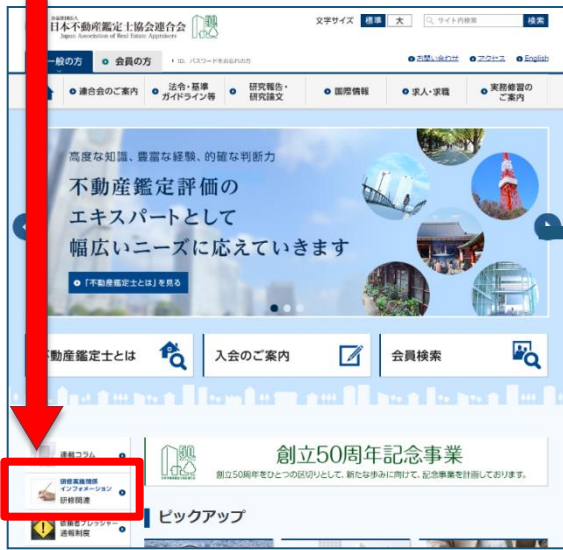 日本不動産鑑定士協会連合会
Japan Association of Real Estate Appraisers
文字サイズ 標準 大 サイト内検索 検索
般の方 会員の方 ID、パスワードをお忘れの方
お問い合わせ アクセス English
連合会のご案内
法令・基準
ガイドライン等
研究報告・
研究論文
国際情報
求人・求職
実務修習の
ご案内
高度な知識、豊富な経験、的確な判断力
不動産鑑定評価の
エキスパートとして
幅広いニーズに応えていきます
「不動産鑑定士とは」を見る
動産鑑定士とは
入会のご案内
会員検索
連載コラム
創立50周年記念事業
創立50周年をひとつの区切りとして、新たな歩みに向けて、記念事業を計画しております。
研修実施関係
インフォメーション
研修関連
依頼者プレッシャー
通報制度
ピックアップ